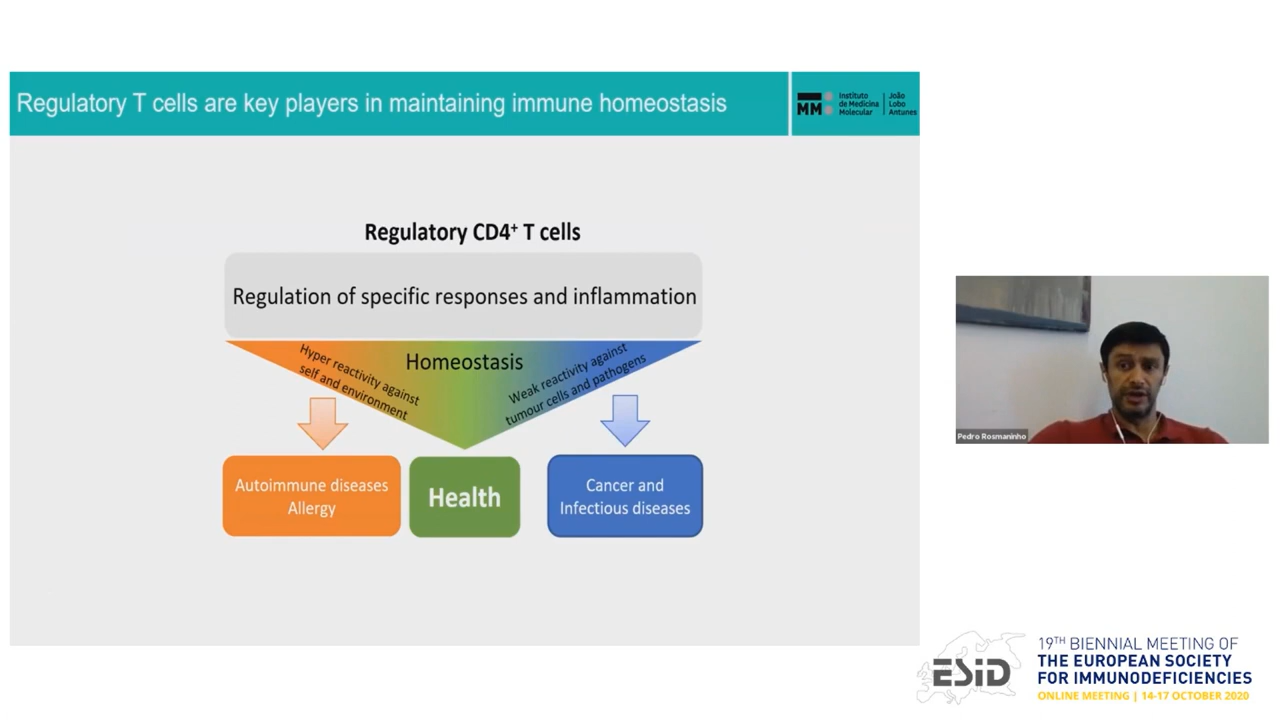 Regulatory T cells are key players in maintaining immune homeostasis
iMM
Instituto
de Medicina
Molecular
João
Lobo
Antunes
Regulatory CD4⁺ T cells
Regulation of specific responses and inflammation
Hyper reactivity against
self and environment
Homeostasis
Weak reactivity against
tumour cells and pathogens
Autoimmune diseases
Allergy
Health
Cancer and
Infectious diseases
Pedro Rosmaninho
ESID
19TH BIENNIAL MEETING OF
THE EUROPEAN SOCIETY
FOR IMMUNODEFICIENCIES
ONLINE MEETING | 14-17 OCTOBER 2020